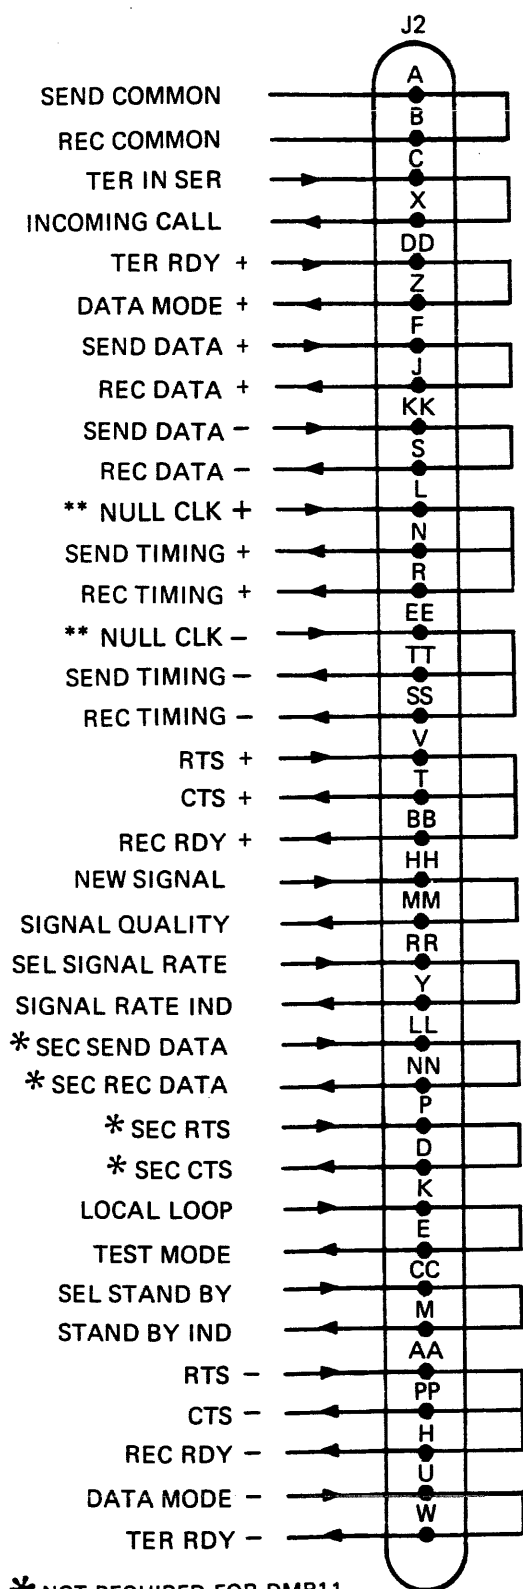 J2
A
SEND COMMON
B
REC COMMON
C
TER IN SER
X
INCOMING CALL
DD
TER RDY +
Z
DATA MODE +
F
SEND DATA +
J
REC DATA +
KK
SEND DATA -
S
REC DATA -
L
** NULL CLK +
N
SEND TIMING +
R
REC TIMING +
EE
** NULL CLK -
TT
SEND TIMING -
SS
REC TIMING -
V
RTS +
T
CTS +
BB
REC RDY +
HH
NEW SIGNAL
MM
SIGNAL QUALITY
RR
SEL SIGNAL RATE
Y
SIGNAL RATE IND
LL
* SEC SEND DATA
NN
* SEC REC DATA
P
* SEC RTS
D
* SEC CTS
K
LOCAL LOOP
E
TEST MODE
CC
SEL STAND BY
M
STAND BY IND
AA
RTS -
PP
CTS -
H
REC RDY -
U
DATA MODE -
W
TER RDY -
* NOT REQUIRED FOR DMP11